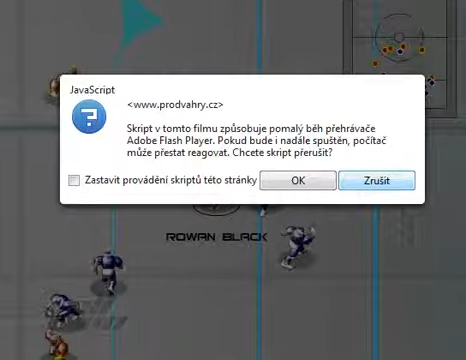 JavaScript
<www.prodvahry.cz>
Skript v tomto filmu způsobuje pomalý běh přehrávače
Adobe Flash Player. Pokud bude i nadále spuštěn, počítač
může přestat reagovat. Chcete skript přerušit?
Zastavit provádění skriptů této stránky
OK
Zrušit
ROWAN BLACK